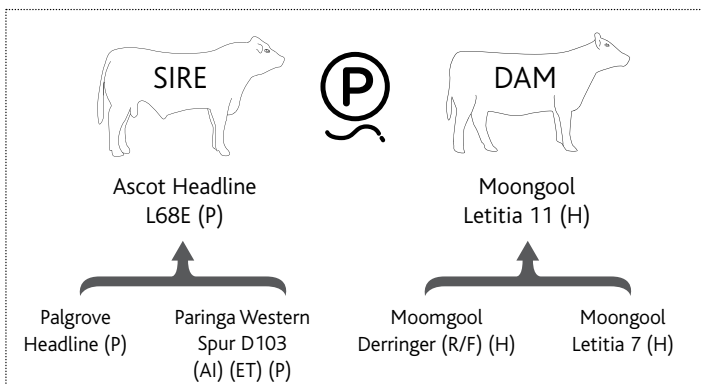 SIRE
P
DAM
Ascot Headline
L68E (P)
Moongool
Letitia 11 (H)
Palgrove
Headline (P)
Paringa Western
Spur D103
(AI) (ET) (P)
Moomgool
Derringer (R/F) (H)
Moongool
Letitia 7 (H)